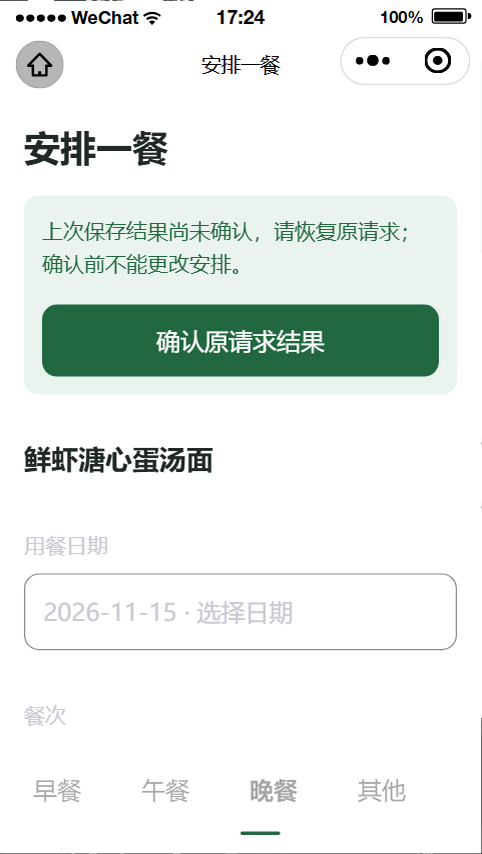 WeChat 17:24 100%
安排一餐
安排一餐
上次保存结果尚未确认，请恢复原请求；
确认前不能更改安排。
确认原请求结果
鲜虾溏心蛋汤面
用餐日期
2026-11-15 · 选择日期
餐次
早餐 午餐 晚餐 其他